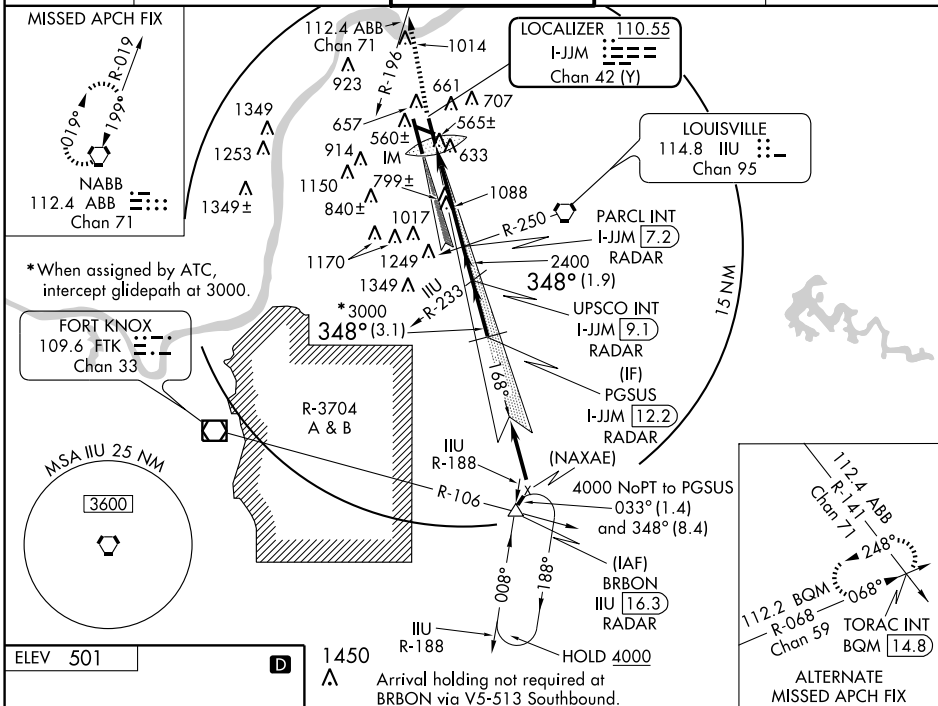 MISSED APCH FIX
R-019
019°
199°
NABB
112.4 ABB
Chan 71
112.4 ABB
Chan 71
R-196
1014
923
661
707
657
560±
565±
633
IM
1349
1253
1349±
914
1150
799±
840±
1088
1017
1170
1249
1349
LOCALIZER 110.55
I-JJM
Chan 42 (Y)
LOUISVILLE
114.8 IIU
Chan 95
R-250
PARCL INT
I-JJM 7.2
RADAR
2400
348° (1.9)
IIU
R-233
UPSCO INT
I-JJM 9.1
RADAR
15 NM
*When assigned by ATC,
intercept glidepath at 3000.
*3000
348° (3.1)
(IF)
PGSUS
I-JJM 12.2
RADAR
168°
FORT KNOX
109.6 FTK
Chan 33
R-3704
A & B
MSA IIU 25 NM
3600
IIU
R-188
(NAXAE)
X
R-106
4000 NoPT to PGSUS
033° (1.4)
and 348° (8.4)
(IAF)
BRBON
IIU 16.3
RADAR
008°
188°
IIU
R-188
HOLD 4000
112.4 ABB
R-141
Chan 71
248°
068°
112.2 BQM
R-068
Chan 59
TORAC INT
BQM 14.8
ALTERNATE
MISSED APCH FIX
ELEV 501
D
1450
Arrival holding not required at
BRBON via V5-513 Southbound.